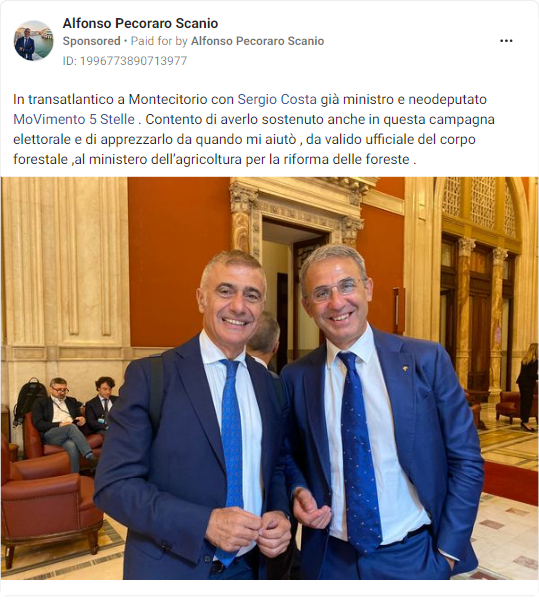 Alfonso Pecoraro Scanio
Sponsored • Paid for by Alfonso Pecoraro Scanio
ID: 1996773890713977
In transatlantico a Montecitorio con Sergio Costa già ministro e neodeputato
MoVimento 5 Stelle . Contento di averlo sostenuto anche in questa campagna
elettorale e di apprezzarlo da quando mi aiutò , da valido ufficiale del corpo
forestale ,al ministero dell'agricoltura per la riforma delle foreste .